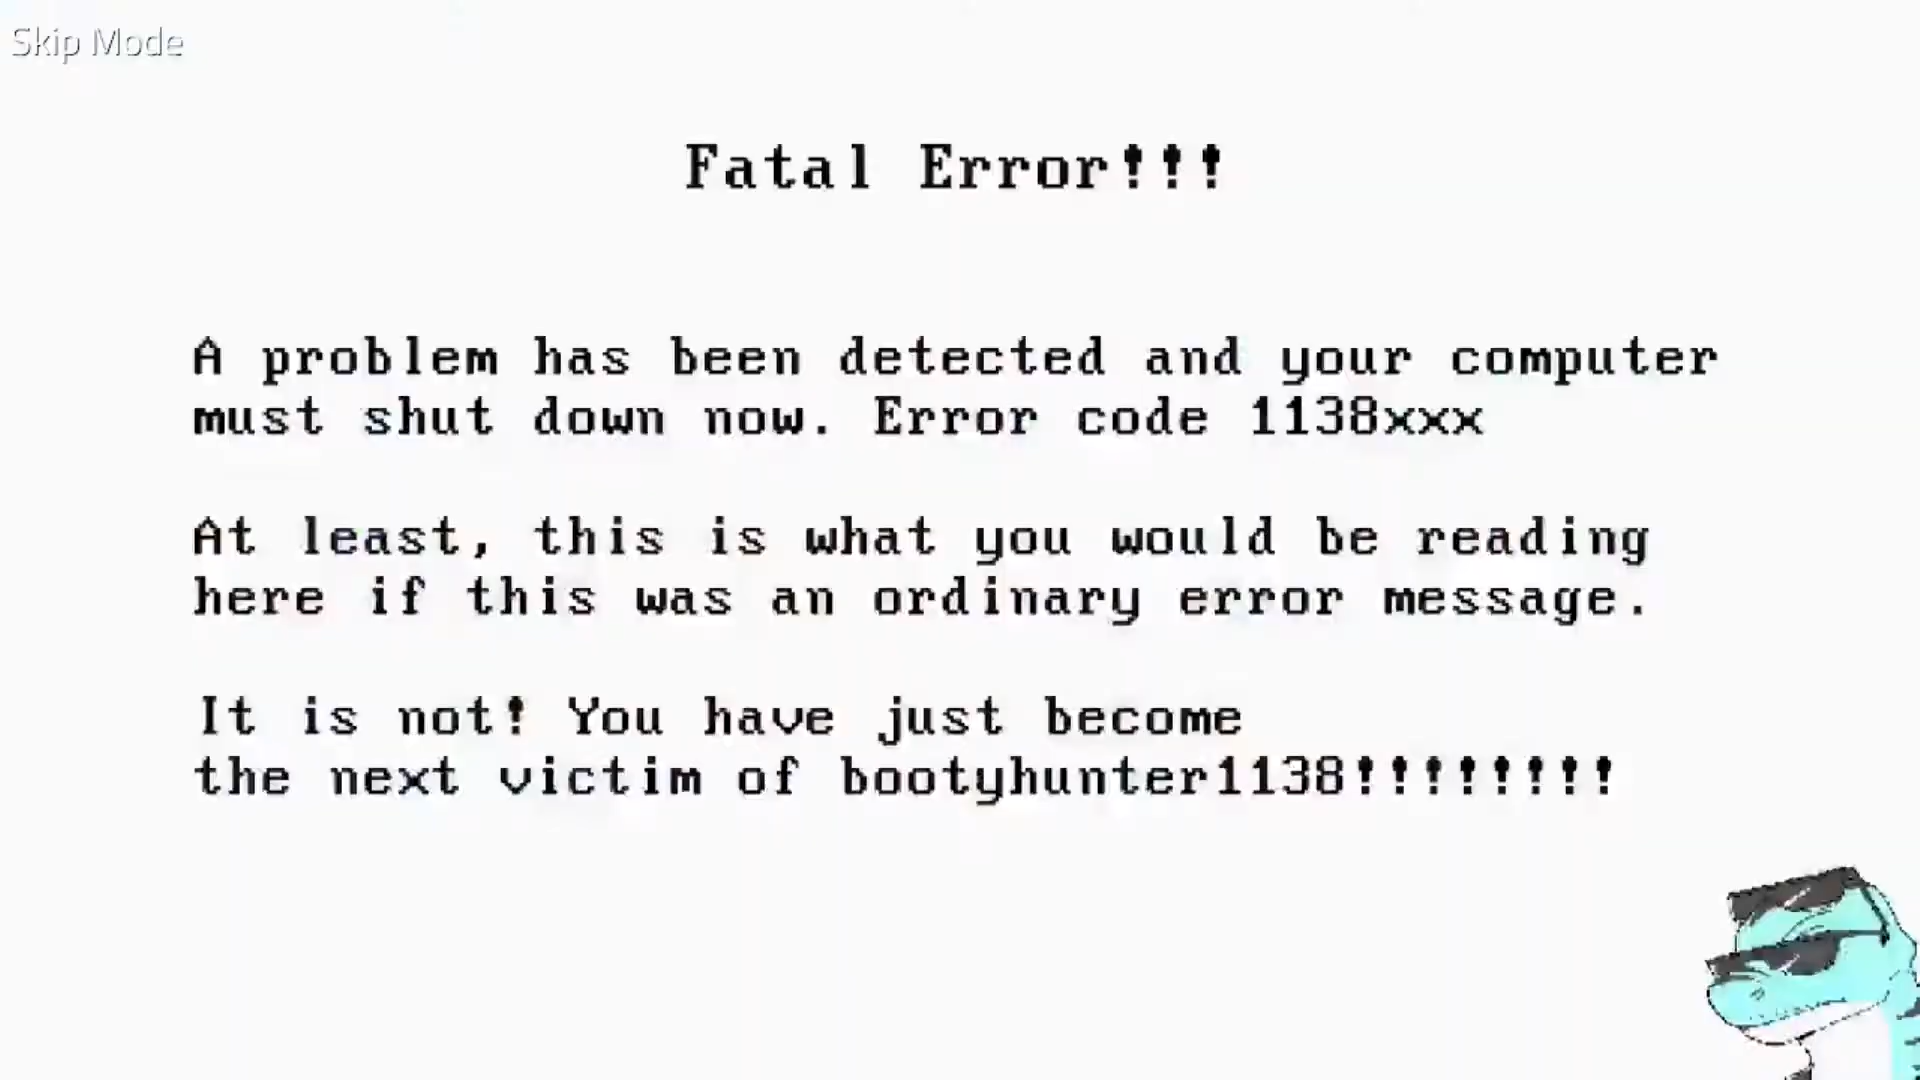 Skip Mode
Fatal Error!!!
A problem has been detected and your computer
must shut down now. Error code 1138xxx
At least, this is what you would be reading
here if this was an ordinary error message.
It is not! You have just become
the next victim of bootyhunter1138!!!!!!!!